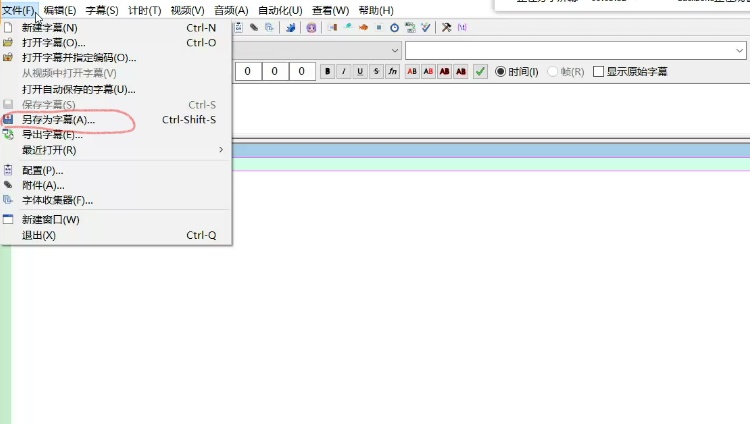 文件(F) 编辑(E) 字幕(S) 计时(T) 视频(V) 音频(A) 自动化(U) 查看(W) 帮助(H)
新建字幕(N) Ctrl-N
打开字幕(O)... Ctrl-O
打开字幕并指定编码(O)...
从视频中打开字幕(V)
打开自动保存的字幕(U)...
0 0 0 B I U S fn AB AB AB AB 时间(I) 帧(R) 显示原始字幕
保存字幕(S) Ctrl-S
另存为字幕(A)... Ctrl-Shift-S
导出字幕(E)...
最近打开(R)
配置(P)...
附件(A)...
字体收集器(F)...
新建窗口(W)
退出(X) Ctrl-Q